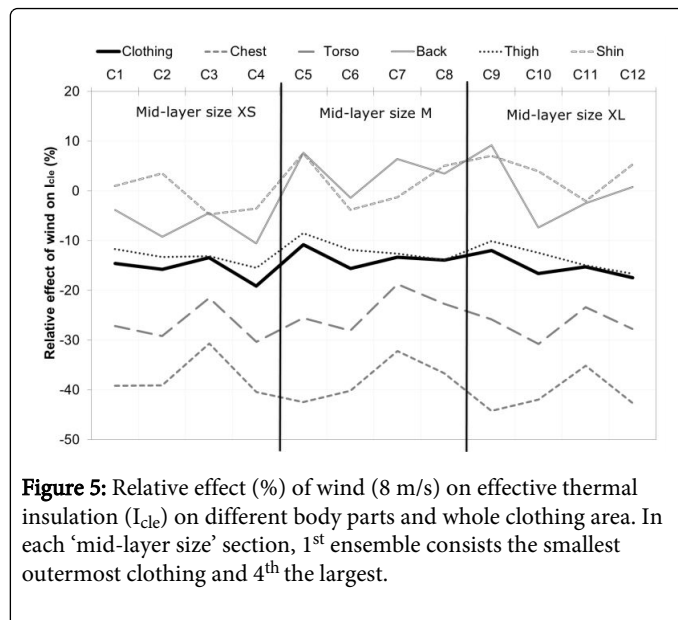 Clothing Chest Torso Back Thigh Shin
C1 C2 C3 C4 C5 C6 C7 C8 C9 C10 C11 C12
20
Mid-layer size XS Mid-layer size M Mid-layer size XL
10
0
-10
-20
-30
-40
-50
Relative effect of wind on Icle (%)
Figure 5: Relative effect (%) of wind (8 m/s) on effective thermal
insulation (Icle) on different body parts and whole clothing area. In
each ‘mid-layer size’ section, 1st ensemble consists the smallest
outermost clothing and 4th the largest.